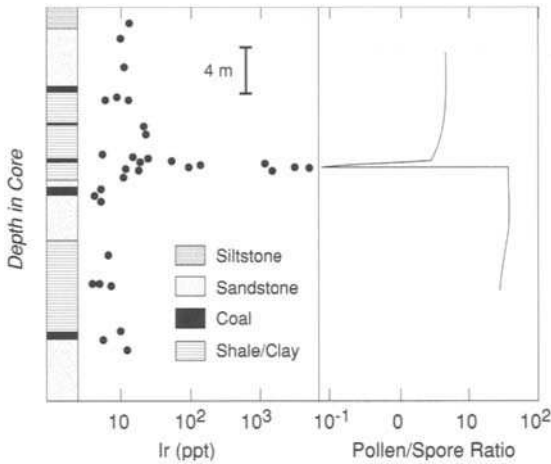 4 m
Depth in Core
Siltstone
Sandstone
Coal
Shale/Clay
10 10² 10³ 10⁻¹ 0 10²
Ir (ppt) Pollen/Spore Ratio